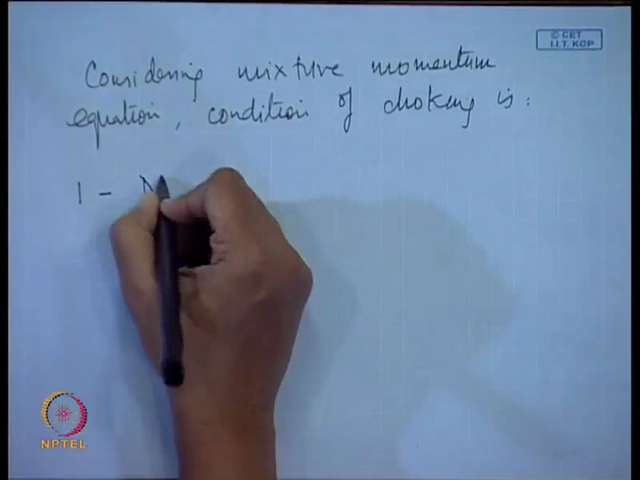 © CET
I.I.T. KGP
Considering mixture momentum
equation, condition of choking is :
1 -
NPTEL